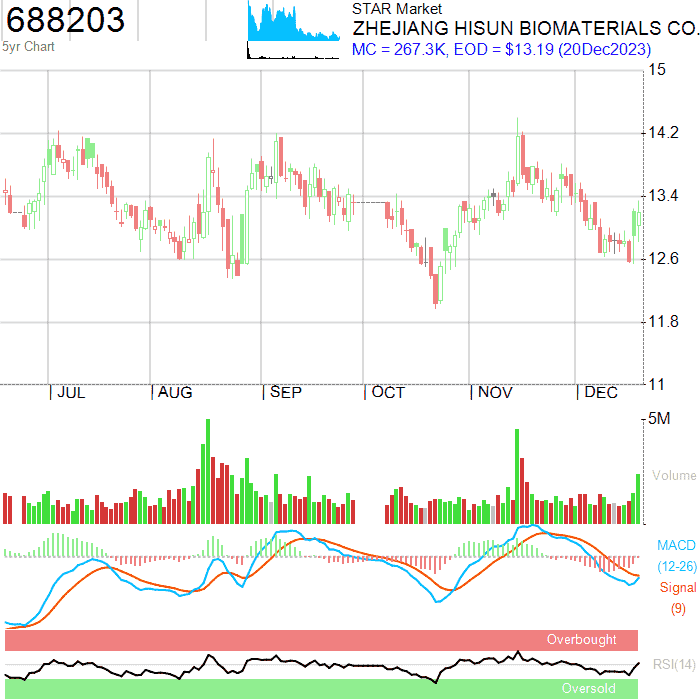 688203
5yr Chart
STAR Market
ZHEJIANG HISUN BIOMATERIALS CO.
MC = 267.3K, EOD = $13.19 (20Dec2023)
15
14.2
13.4
12.6
11.8
11
JUL AUG SEP OCT NOV DEC
5M
Volume
MACD
(12-26)
Signal
(9)
Overbought
RSI(14)
Oversold